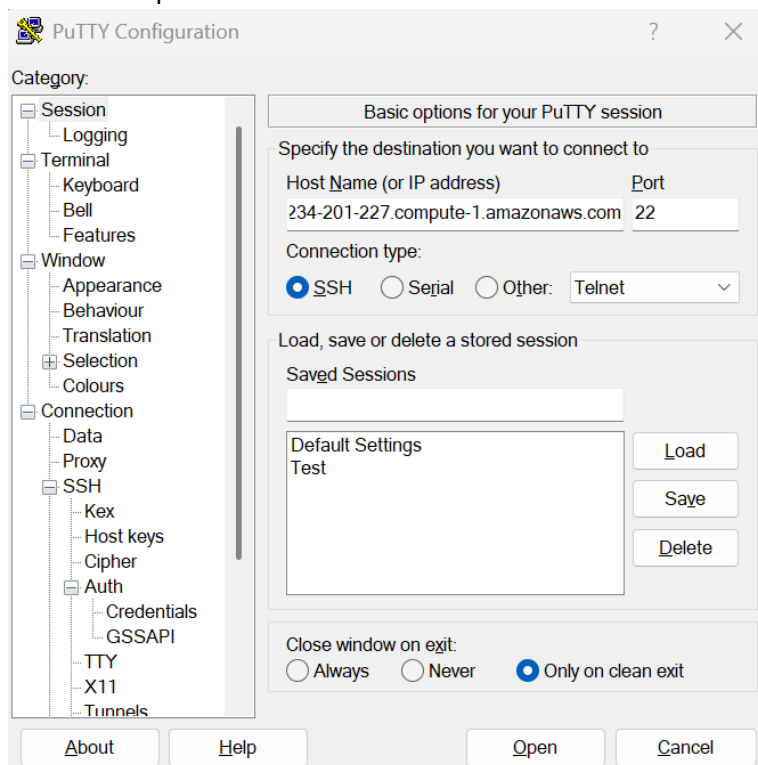 PuTTY Configuration
Category:
Session
Logging
Terminal
Keyboard
Bell
Features
Window
Appearance
Behaviour
Translation
Selection
Colours
Connection
Data
Proxy
SSH
Kex
Host keys
Cipher
Auth
Credentials
GSSAPI
TTY
X11
Tunnels
Basic options for your PuTTY session
Specify the destination you want to connect to
Host Name (or IP address) Port
234-201-227.compute-1.amazonaws.com 22
Connection type:
SSH Serial Other: Telnet
Load, save or delete a stored session
Saved Sessions
Default Settings
Test
Load
Save
Delete
Close window on exit:
Always Never Only on clean exit
About Help Open Cancel